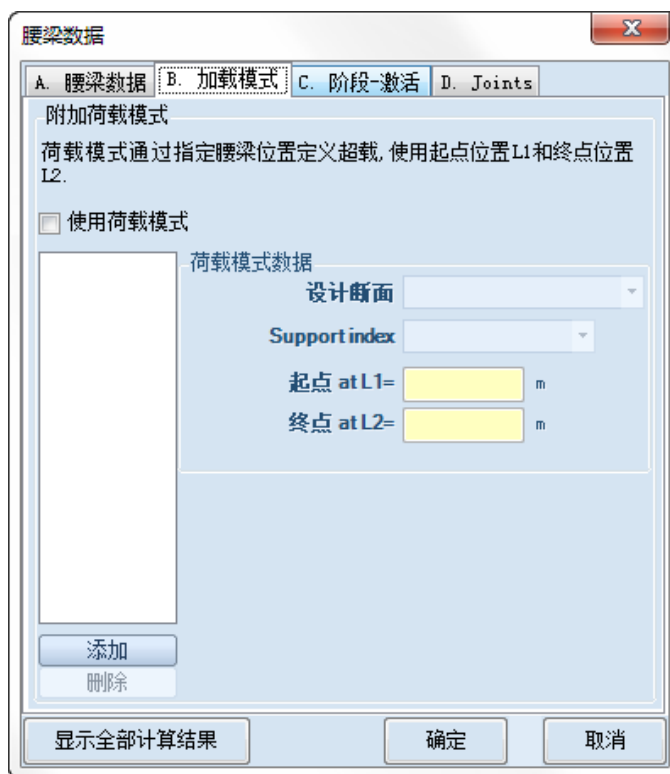 腰梁数据
A. 腰梁数据 B. 加载模式 C. 阶段-激活 D. Joints
附加荷载模式
荷载模式通过指定腰梁位置定义超载,使用起点位置L1和终点位置
L2.
使用荷载模式
荷载模式数据
设计断面
Support index
起点 at L1= m
终点 at L2= m
添加
删除
显示全部计算结果 确定 取消